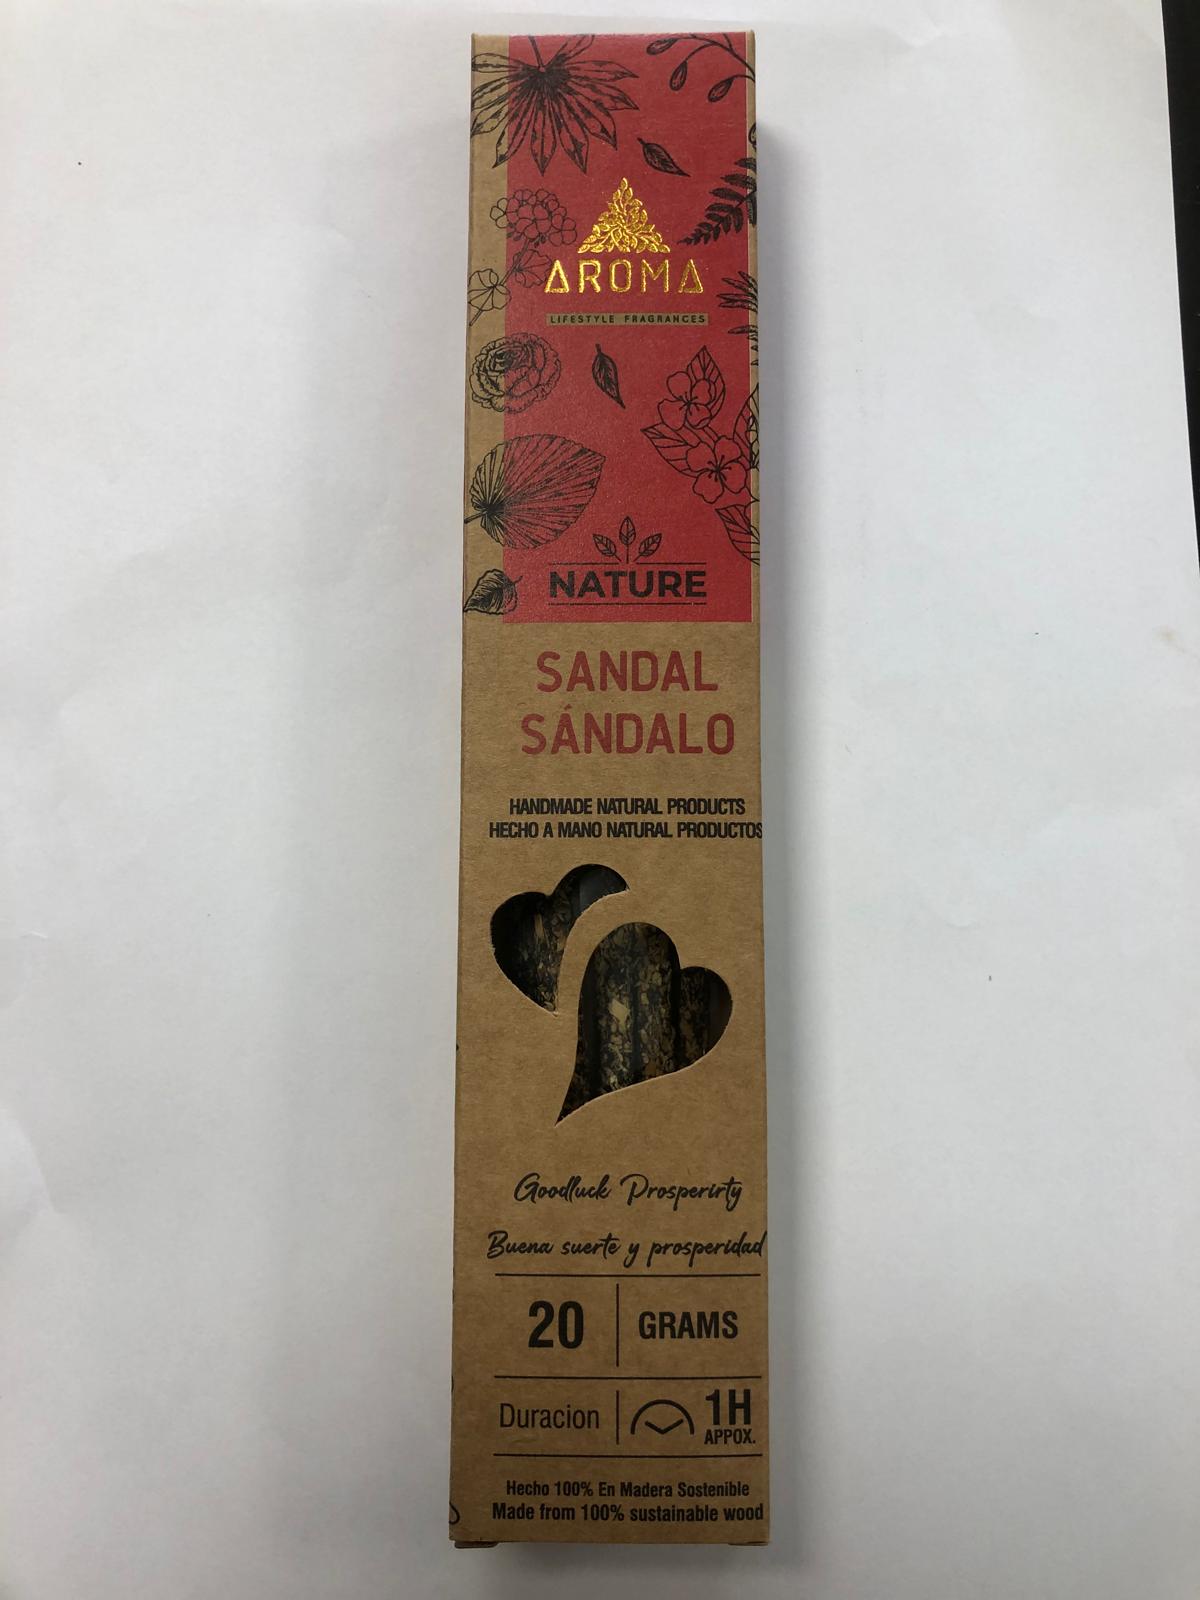 AROMA
LIFESTYLE FRAGRANCES
NATURE
SANDAL
SÁNDALO
HANDMADE NATURAL PRODUCTS
HECHO A MANO NATURAL PRODUCTOS
Goodluck Prosperirty
Buena suerte y prosperidad
20 GRAMS
Duracion 1H
APPOX.
Hecho 100% En Madera Sostenible
Made from 100% sustainable wood